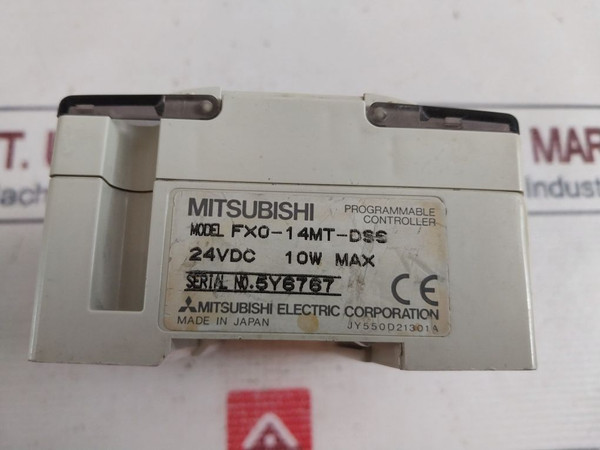 MITSUBISHI PROGRAMMABLE CONTROLLER
MODEL FX0-14MT-DSS
24VDC 10W MAX
SERIAL NO. 5Y6767
CE
MITSUBISHI ELECTRIC CORPORATION
MADE IN JAPAN JY550D21301A
T. U
MAR
Industr